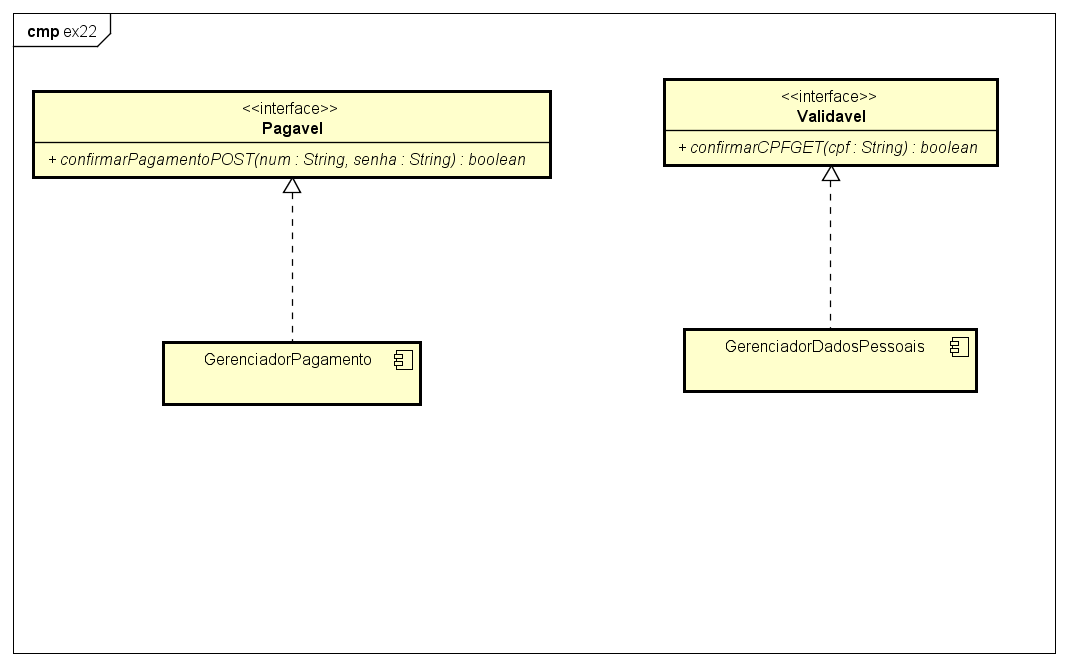 cmp ex22
<<interface>>
Pagavel
+ confirmarPagamentoPOST(num : String, senha : String) : boolean
<<interface>>
Validavel
+ confirmarCPFGET(cpf : String) : boolean
GerenciadorPagamento
GerenciadorDadosPessoais